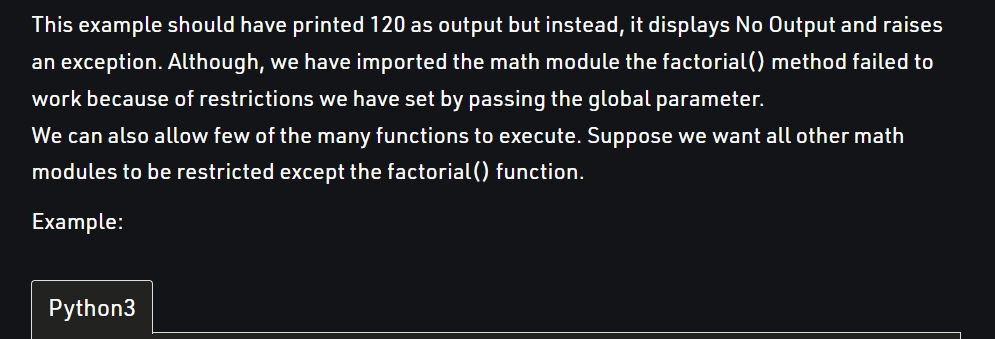 This example should have printed 120 as output but instead, it displays No Output and raises
an exception. Although, we have imported the math module the factorial() method failed to
work because of restrictions we have set by passing the global parameter.
We can also allow few of the many functions to execute. Suppose we want all other math
modules to be restricted except the factorial() function.
Example:
Python3